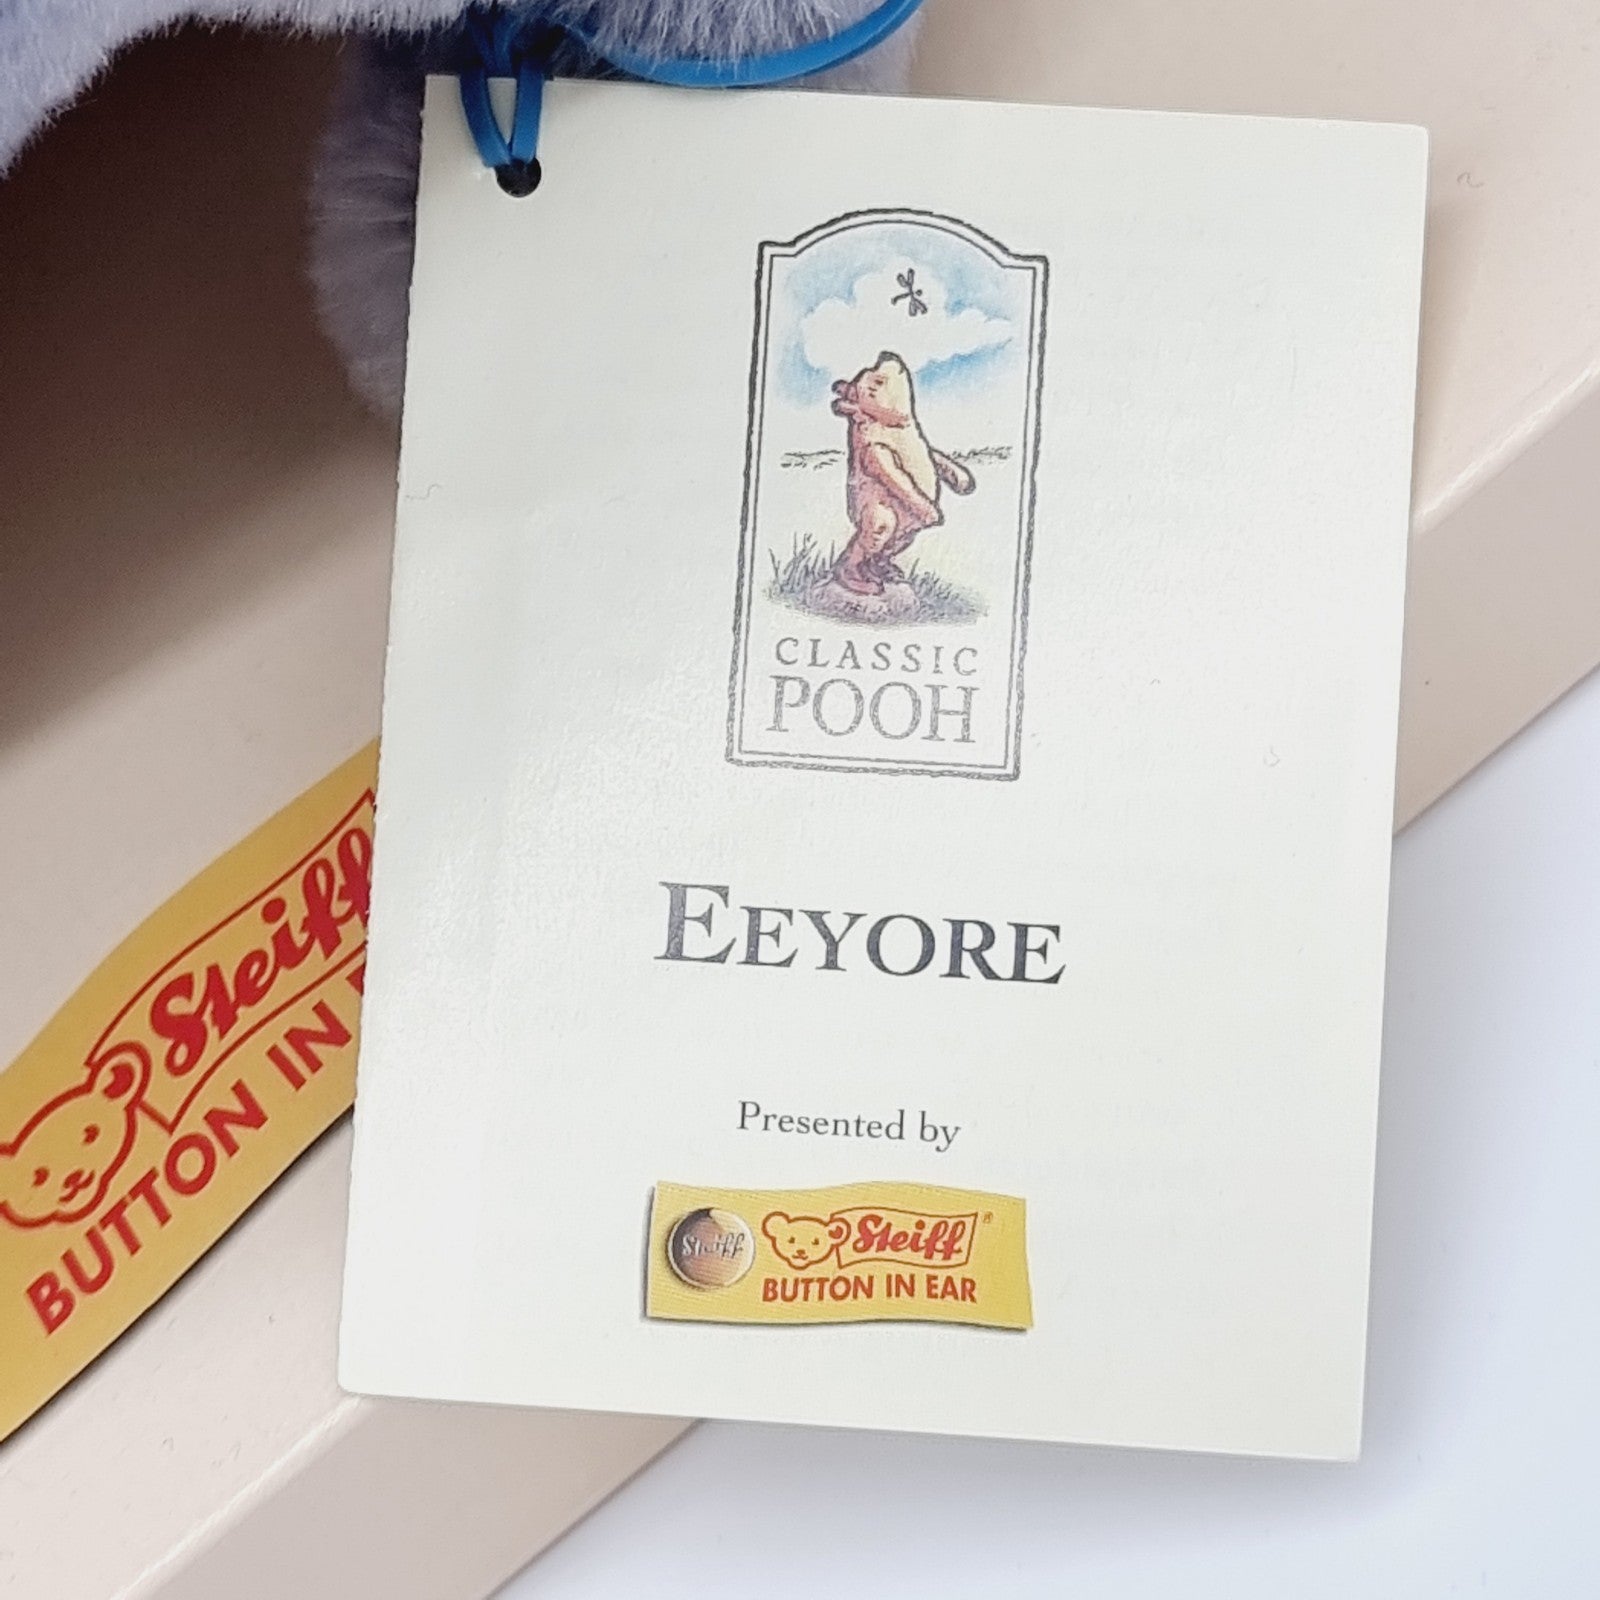 CLASSIC
POOH
EEYORE
Presented by
Steiff
Steiff®
BUTTON IN EAR
Steiff
BUTTON IN